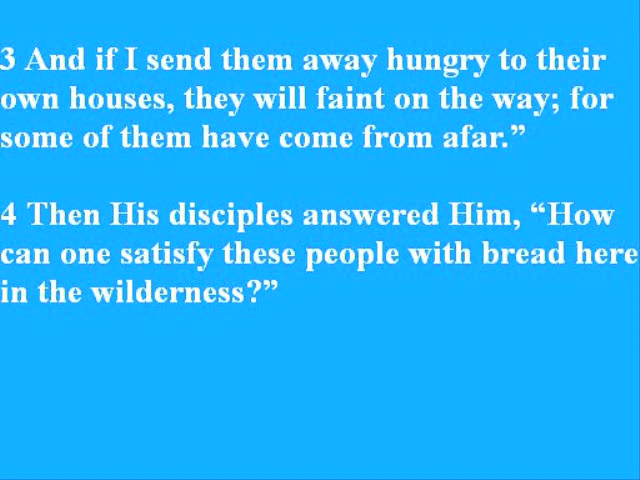 3 And if I send them away hungry to their
own houses, they will faint on the way; for
some of them have come from afar.”
4 Then His disciples answered Him, “How
can one satisfy these people with bread here
in the wilderness?”